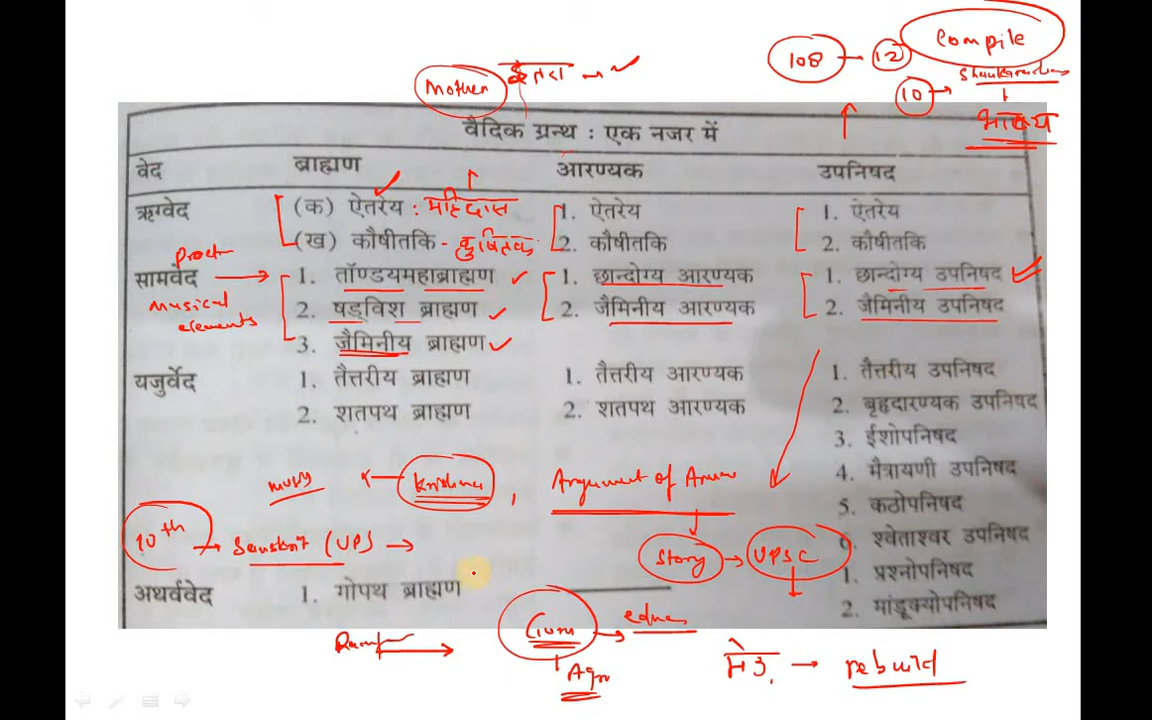 108 — 12 Compile
10 → Shankaracharya
भाष्य
Mother इतरा
वैदिक ग्रन्थ : एक नजर में
वेद ब्राह्मण आरण्यक उपनिषद
ऋग्वेद (क) ऐतरेय : महिदास 1. ऐतरेय 1. ऐतरेय
(ख) कौषीतकि - कुषितक 2. कौषीतकि 2. कौषीतकि
सामवेद 1. ताॅण्डयमहाब्राह्मण 1. छान्दोग्य आरण्यक 1. छान्दोग्य उपनिषद
musical elements 2. षड्विश ब्राह्मण 2. जैमिनीय आरण्यक 2. जैमिनीय उपनिषद
3. जैमिनीय ब्राह्मण
यजुर्वेद 1. तैत्तरीय ब्राह्मण 1. तैत्तरीय आरण्यक 1. तैत्तरीय उपनिषद
2. शतपथ ब्राह्मण 2. शतपथ आरण्यक 2. बृहदारण्यक उपनिषद
3. ईशोपनिषद
4. मैत्रायणी उपनिषद
Krishna , Argument of 5. कठोपनिषद
10th → Sanskrit (UPS) → Story → UPSC श्वेताश्वर उपनिषद
1. प्रश्नोपनिषद
अथर्ववेद 1. गोपथ ब्राह्मण 2. मांडूक्योपनिषद
→ rebuild